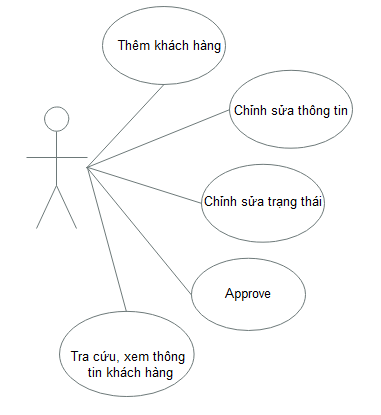 Thêm khách hàng
Chỉnh sửa thông tin
Chỉnh sửa trạng thái
Approve
Tra cứu, xem thông
tin khách hàng